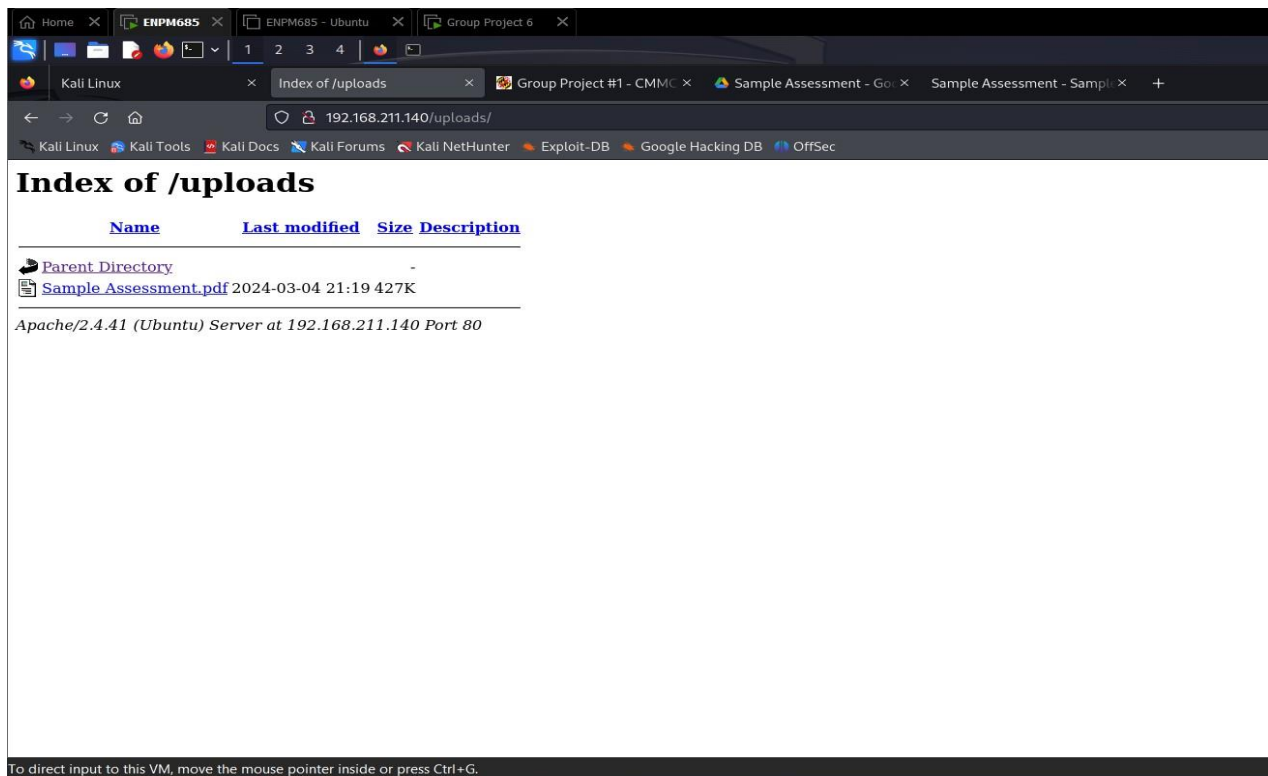 Home ENPM685 ENPM685 - Ubuntu Group Project 6
1 2 3 4
Kali Linux Index of /uploads Group Project #1 - CMMC Sample Assessment - Goo Sample Assessment - Sample
192.168.211.140/uploads/
Kali Linux Kali Tools Kali Docs Kali Forums Kali NetHunter Exploit-DB Google Hacking DB OffSec
Index of /uploads
Name Last modified Size Description
Parent Directory -
Sample Assessment.pdf 2024-03-04 21:19 427K
Apache/2.4.41 (Ubuntu) Server at 192.168.211.140 Port 80
To direct input to this VM, move the mouse pointer inside or press Ctrl+G.